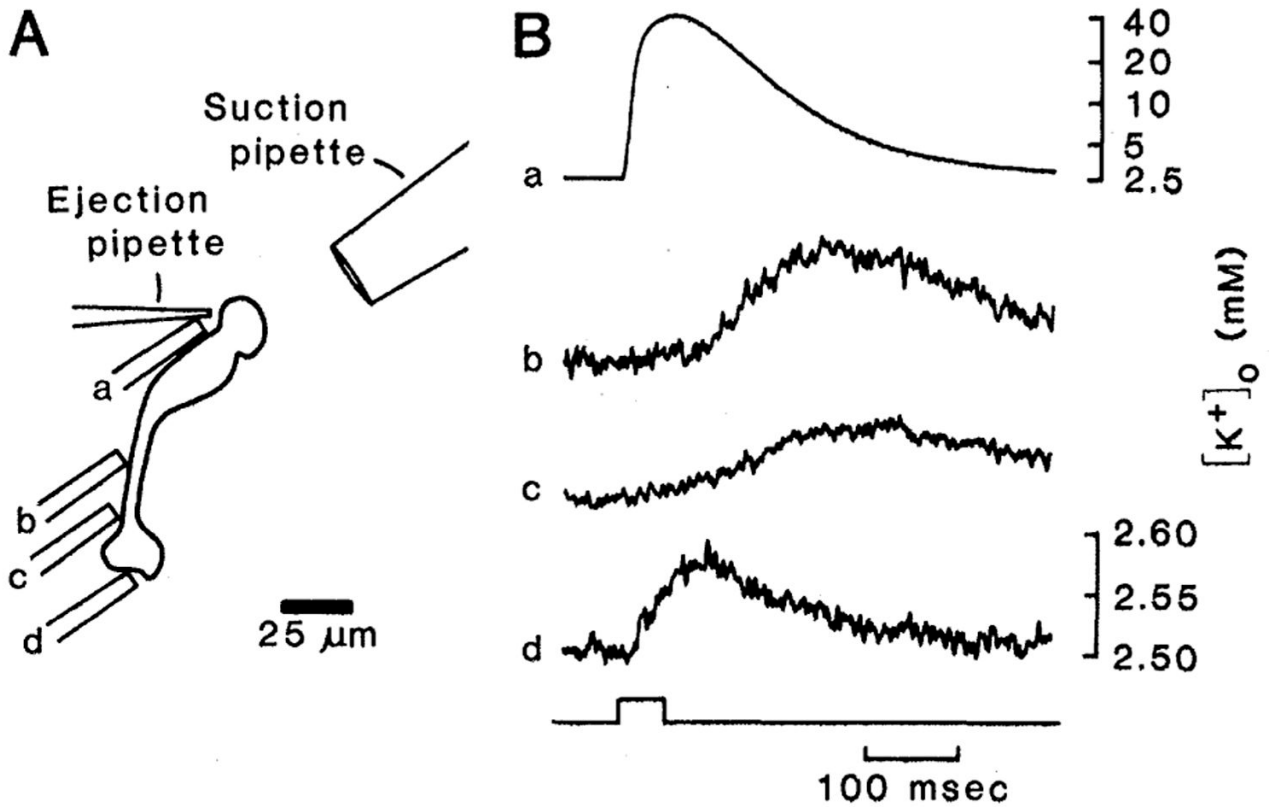 A
Suction
pipette
Ejection
pipette
a
b
c
d
25 μm
B
a
b
c
d
40
20
10
5
2.5
[K+]o (mM)
2.60
2.55
2.50
100 msec